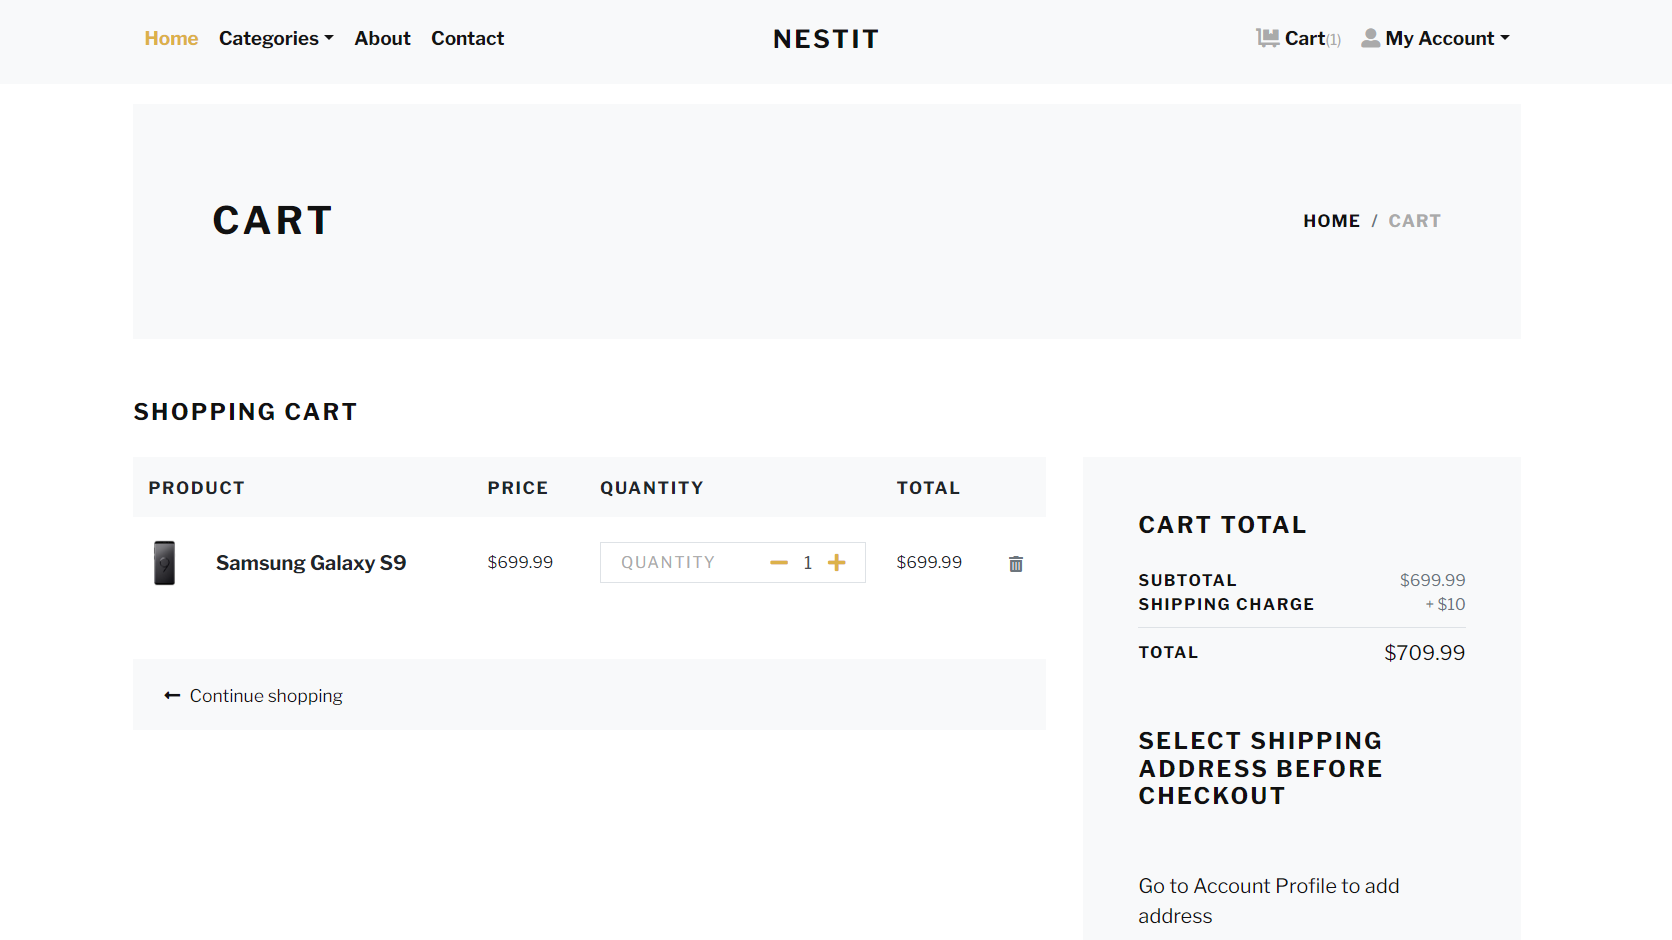 Home Categories About Contact NESTIT Cart(1) My Account
CART
HOME / CART
SHOPPING CART
PRODUCT PRICE QUANTITY TOTAL
Samsung Galaxy S9 $699.99 QUANTITY 1 $699.99
Continue shopping
CART TOTAL
SUBTOTAL $699.99
SHIPPING CHARGE + $10
TOTAL $709.99
SELECT SHIPPING
ADDRESS BEFORE
CHECKOUT
Go to Account Profile to add
address